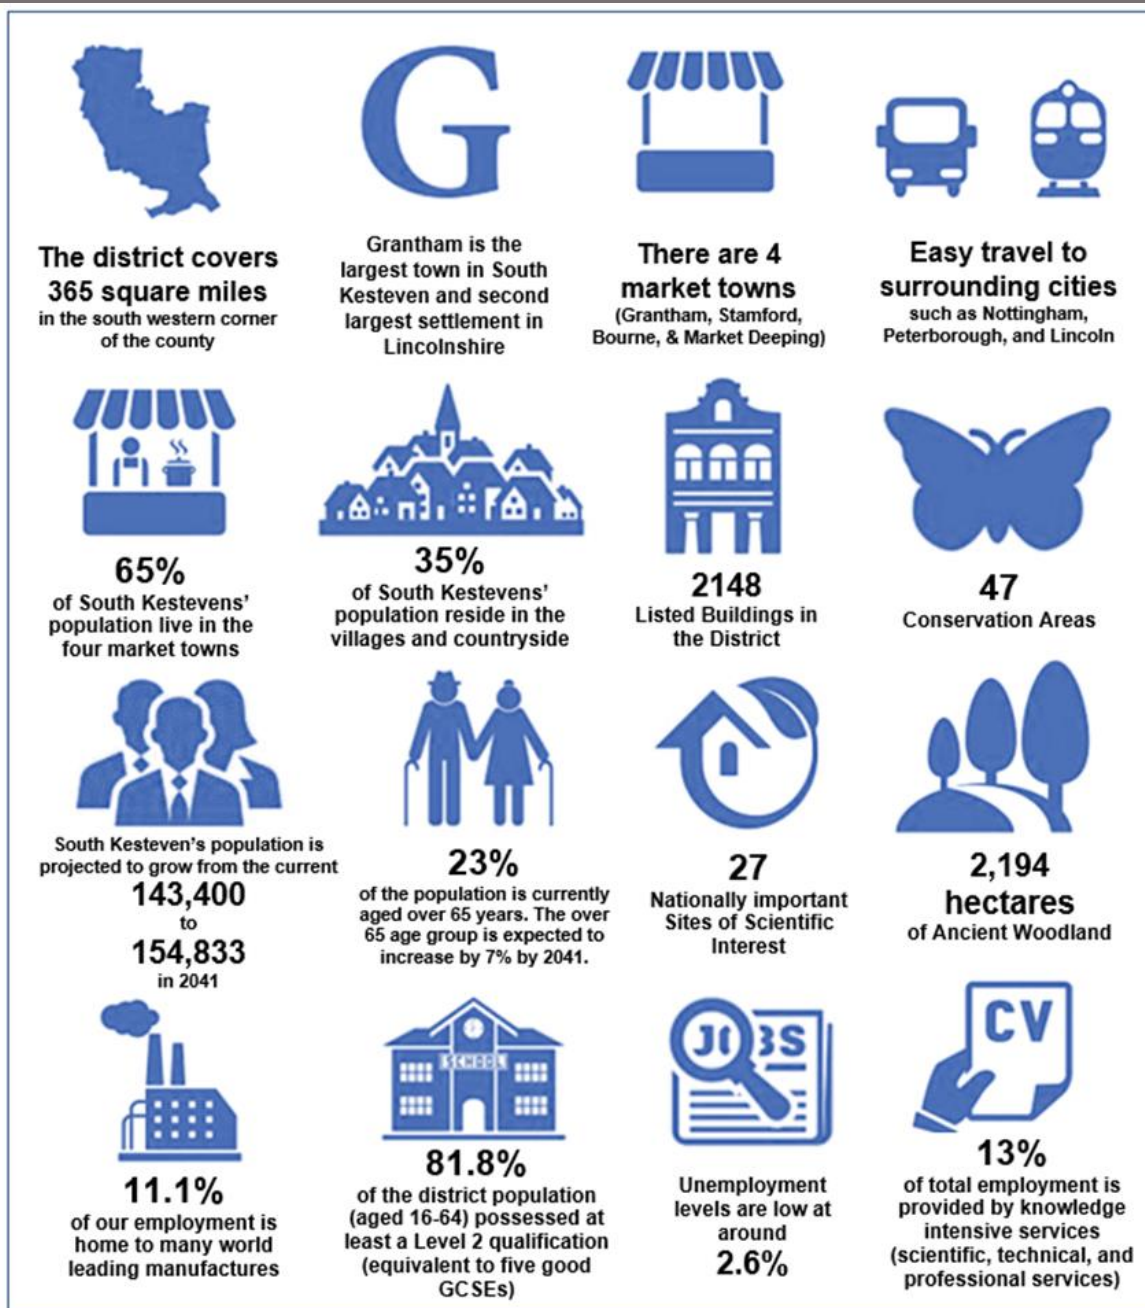 The district covers
365 square miles
in the south western corner
of the county
G
Grantham is the
largest town in South
Kesteven and second
largest settlement in
Lincolnshire
There are 4
market towns
(Grantham, Stamford,
Bourne, & Market Deeping)
Easy travel to
surrounding cities
such as Nottingham,
Peterborough, and Lincoln
65%
of South Kestevens'
population live in the
four market towns
35%
of South Kestevens'
population reside in the
villages and countryside
2148
Listed Buildings in
the District
47
Conservation Areas
South Kesteven's population is
projected to grow from the current
143,400
to
154,833
in 2041
23%
of the population is currently
aged over 65 years. The over
65 age group is expected to
increase by 7% by 2041.
27
Nationally important
Sites of Scientific
Interest
2,194
hectares
of Ancient Woodland
11.1%
of our employment is
home to many world
leading manufactures
SCHOOL
81.8%
of the district population
(aged 16-64) possessed at
least a Level 2 qualification
(equivalent to five good
GCSEs)
JOBS
Unemployment
levels are low at
around
2.6%
CV
13%
of total employment is
provided by knowledge
intensive services
(scientific, technical, and
professional services)